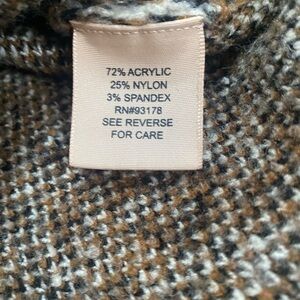 72% ACRYLIC
25% NYLON
3% SPANDEX
RN#93178
SEE REVERSE
FOR CARE